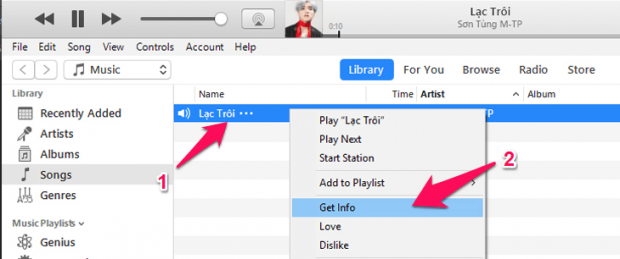 Lạc Trôi
Sơn Tùng M-TP
0:10
File Edit Song View Controls Account Help
Music
Library For You Browse Radio Store
Library
Name Time Artist Album
Recently Added
Lạc Trôi
TP
Play “Lạc Trôi”
Artists
Play Next
Albums
Start Station
1
2
Songs
Add to Playlist
Genres
Get Info
Music Playlists
Love
Genius
Dislike